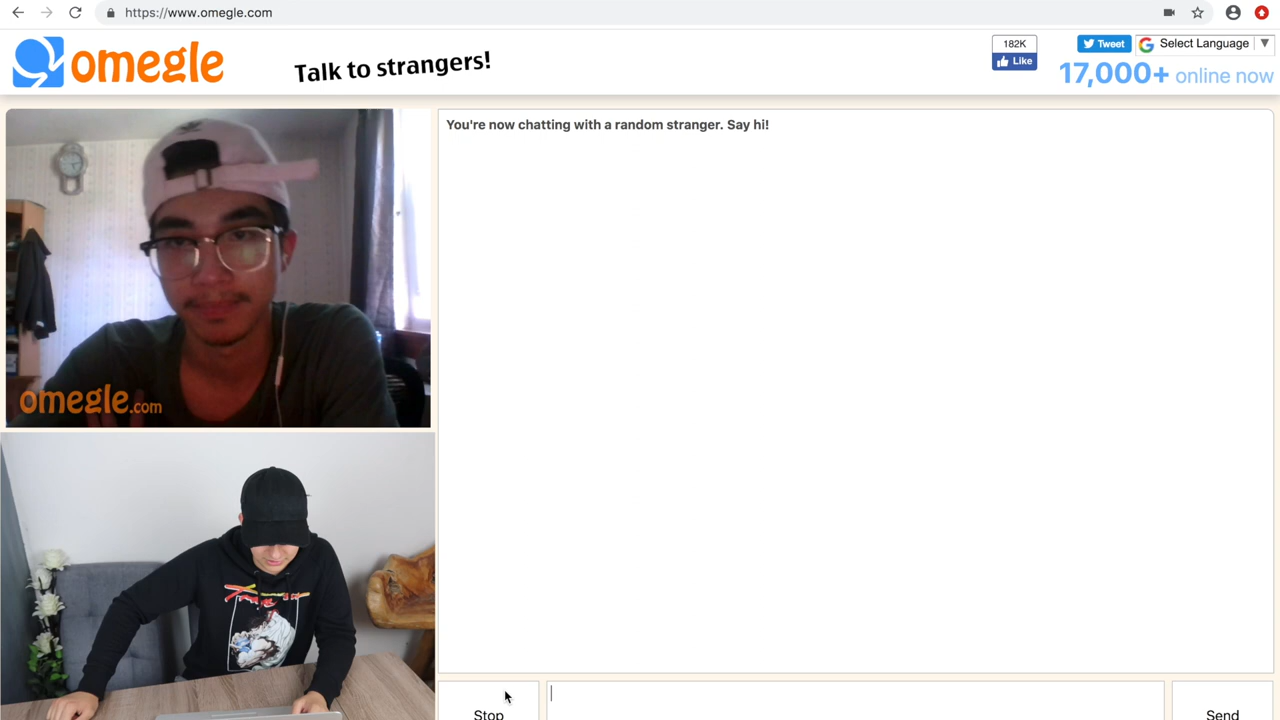 https://www.omegle.com
omegle
Talk to strangers!
182K
Like
Tweet
Select Language
17,000+ online now
You're now chatting with a random stranger. Say hi!
omegle.com
Stop
Send